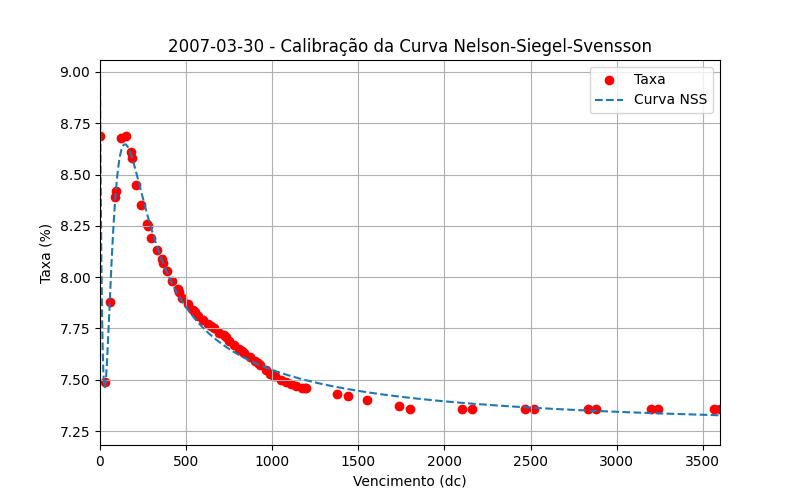 2007-03-30 - Calibração da Curva Nelson-Siegel-Svensson
Taxa
Curva NSS
Taxa (%)
9.00
8.75
8.50
8.25
8.00
7.75
7.50
7.25
0 500 1000 1500 2000 2500 3000 3500
Vencimento (dc)